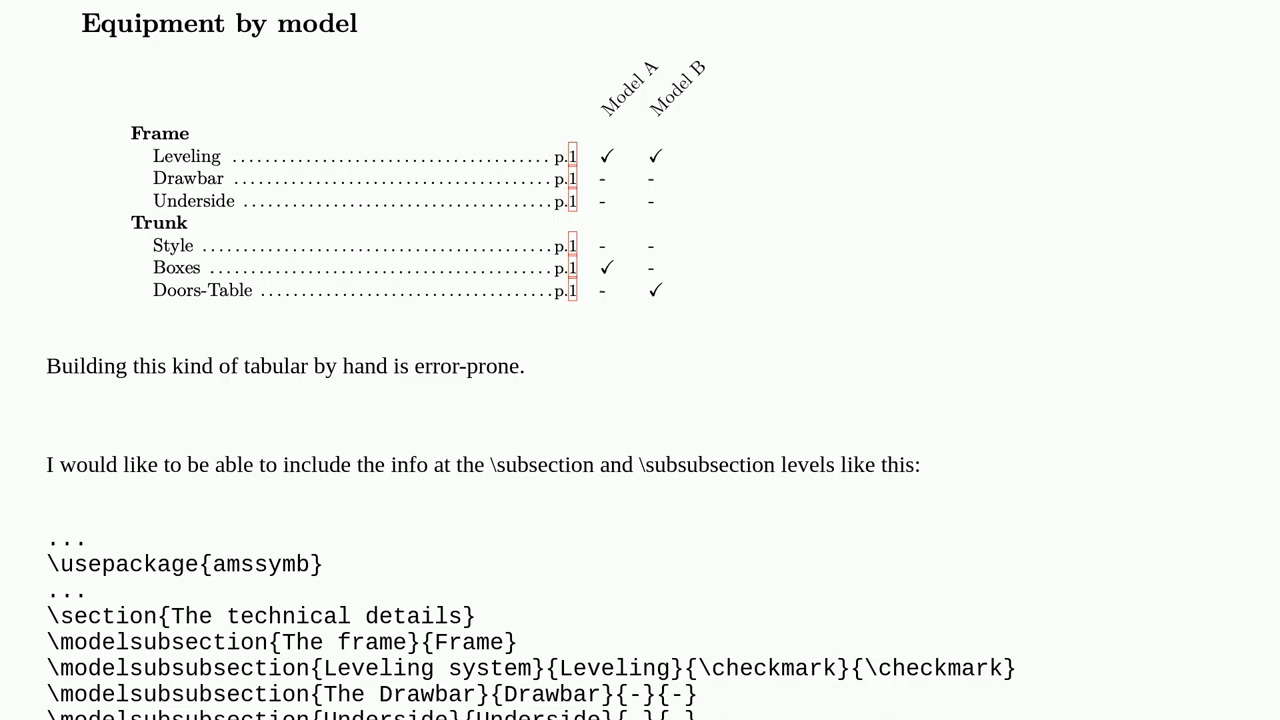 Equipment by model
Model A Model B
Frame
Leveling ....................................... p.1 ✓ ✓
Drawbar ....................................... p.1 - -
Underside ...................................... p.1 - -
Trunk
Style ........................................... p.1 - -
Boxes .......................................... p.1 ✓ -
Doors-Table .................................... p.1 - ✓
Building this kind of tabular by hand is error-prone.
I would like to be able to include the info at the \subsection and \subsubsection levels like this:
...
\usepackage{amssymb}
...
\section{The technical details}
\modelsubsection{The frame}{Frame}
\modelsubsubsection{Leveling system}{Leveling}{\checkmark}{\checkmark}
\modelsubsubsection{The Drawbar}{Drawbar}{-}{-}
\modelsubsubsection{Underside}{Underside}{-}{-}